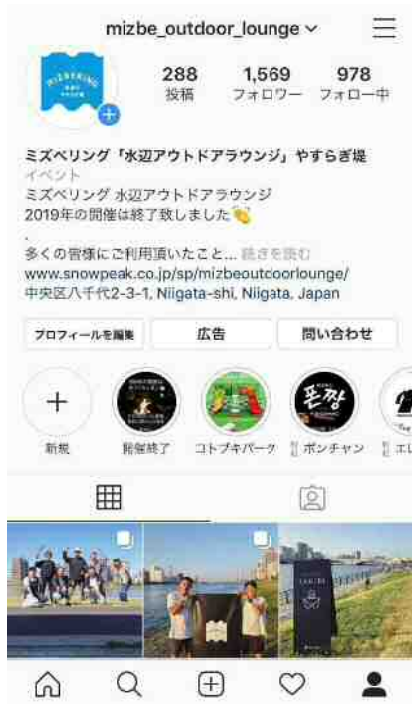 mizbe_outdoor_lounge
MIZBERING
288 1,569 978
投稿 フォロワー フォロー中
ミズベリング「水辺アウトドアラウンジ」やすらぎ堤
イベント
ミズベリング 水辺アウトドアラウンジ
2019年の開催は終了致しました👏
.
多くの皆様にご利用頂いたこと... 続きを読む
www.snowpeak.co.jp/sp/mizbeoutdoorlounge/
中央区八千代2-3-1, Niigata-shi, Niigata, Japan
プロフィールを編集 広告 問い合わせ
폰짱
新規 開催終了 コトブキパーク ポンチャン エレ